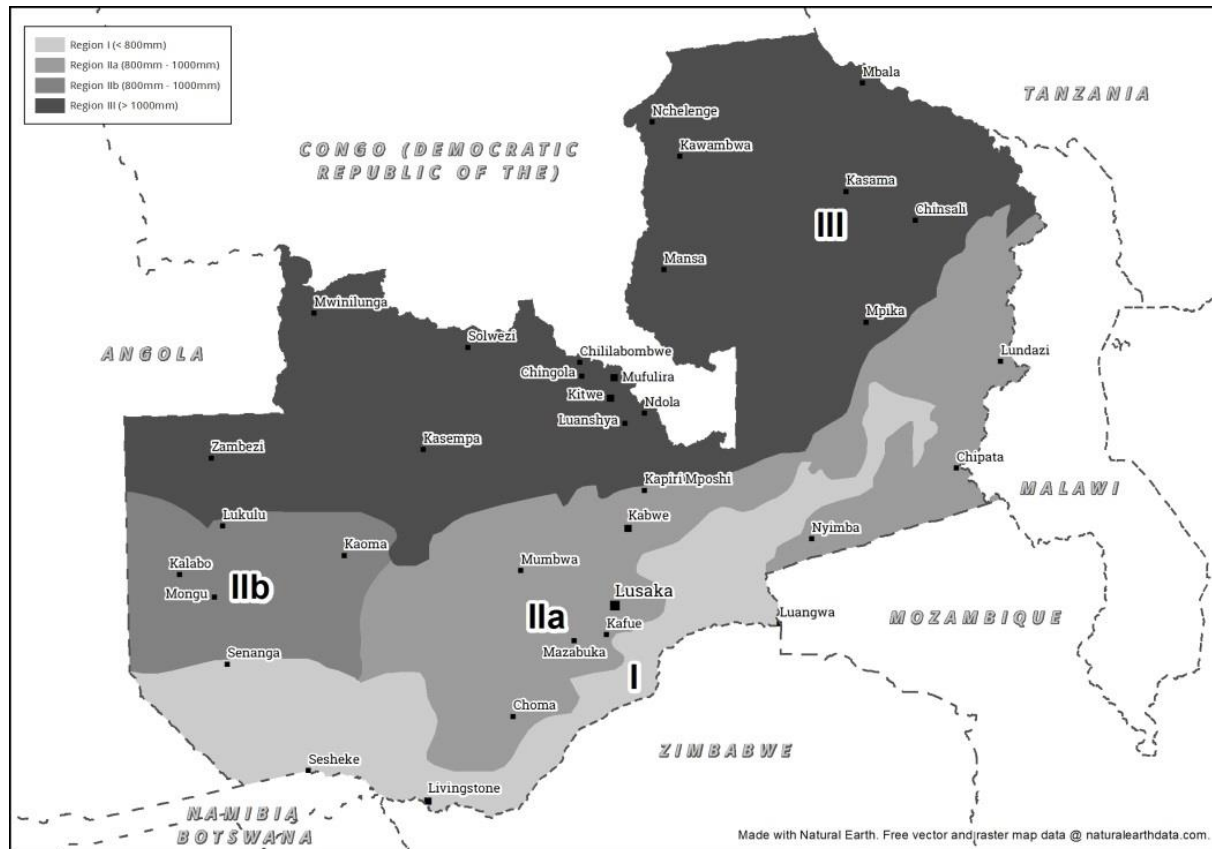 Region I (< 800mm)
Region IIa (800mm - 1000mm)
Region IIb (800mm - 1000mm)
Region III (> 1000mm)
Mbala
TANZANIA
Nchelenge
CONGO (DEMOCRATIC
REPUBLIC OF THE)
Kawambwa
Kasama
Chinsali
III
Mansa
Mwinilunga
Mpika
Solwezi
ANGOLA
Chililabombwe
Lundazi
Chingola
Mufulira
Kitwe
Ndola
Luanshya
Zambezi
Kasempa
Chipata
Kapiri Mposhi
MALAWI
Lukulu
Kabwe
Nyimba
Kaoma
Kalabo
Mumbwa
IIb
Mongu
Lusaka
Luangwa
MOZAMBIQUE
IIa
Kafue
Mazabuka
Senanga
I
Choma
ZIMBABWE
Sesheke
Livingstone
NAMIBIA
BOTSWANA
Made with Natural Earth. Free vector and raster map data @ naturalearthdata.com.